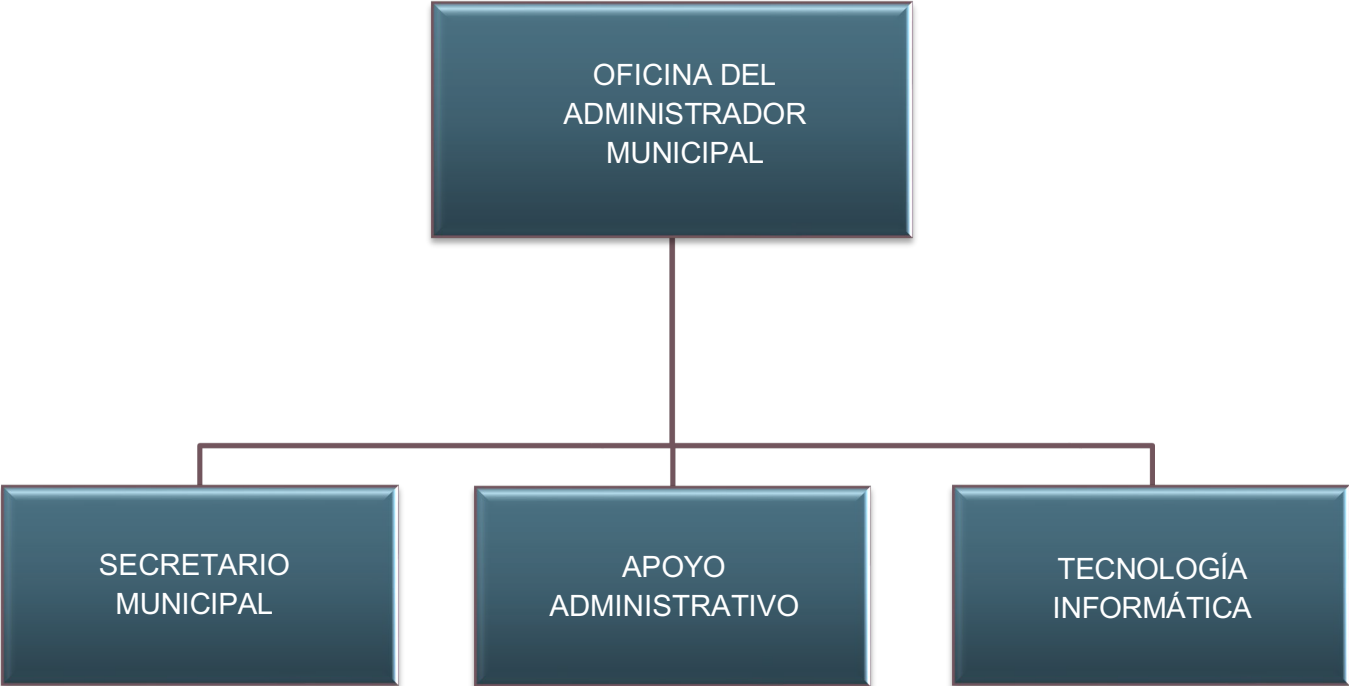 OFICINA DEL
ADMINISTRADOR
MUNICIPAL
SECRETARIO
MUNICIPAL
APOYO
ADMINISTRATIVO
TECNOLOGÍA
INFORMÁTICA